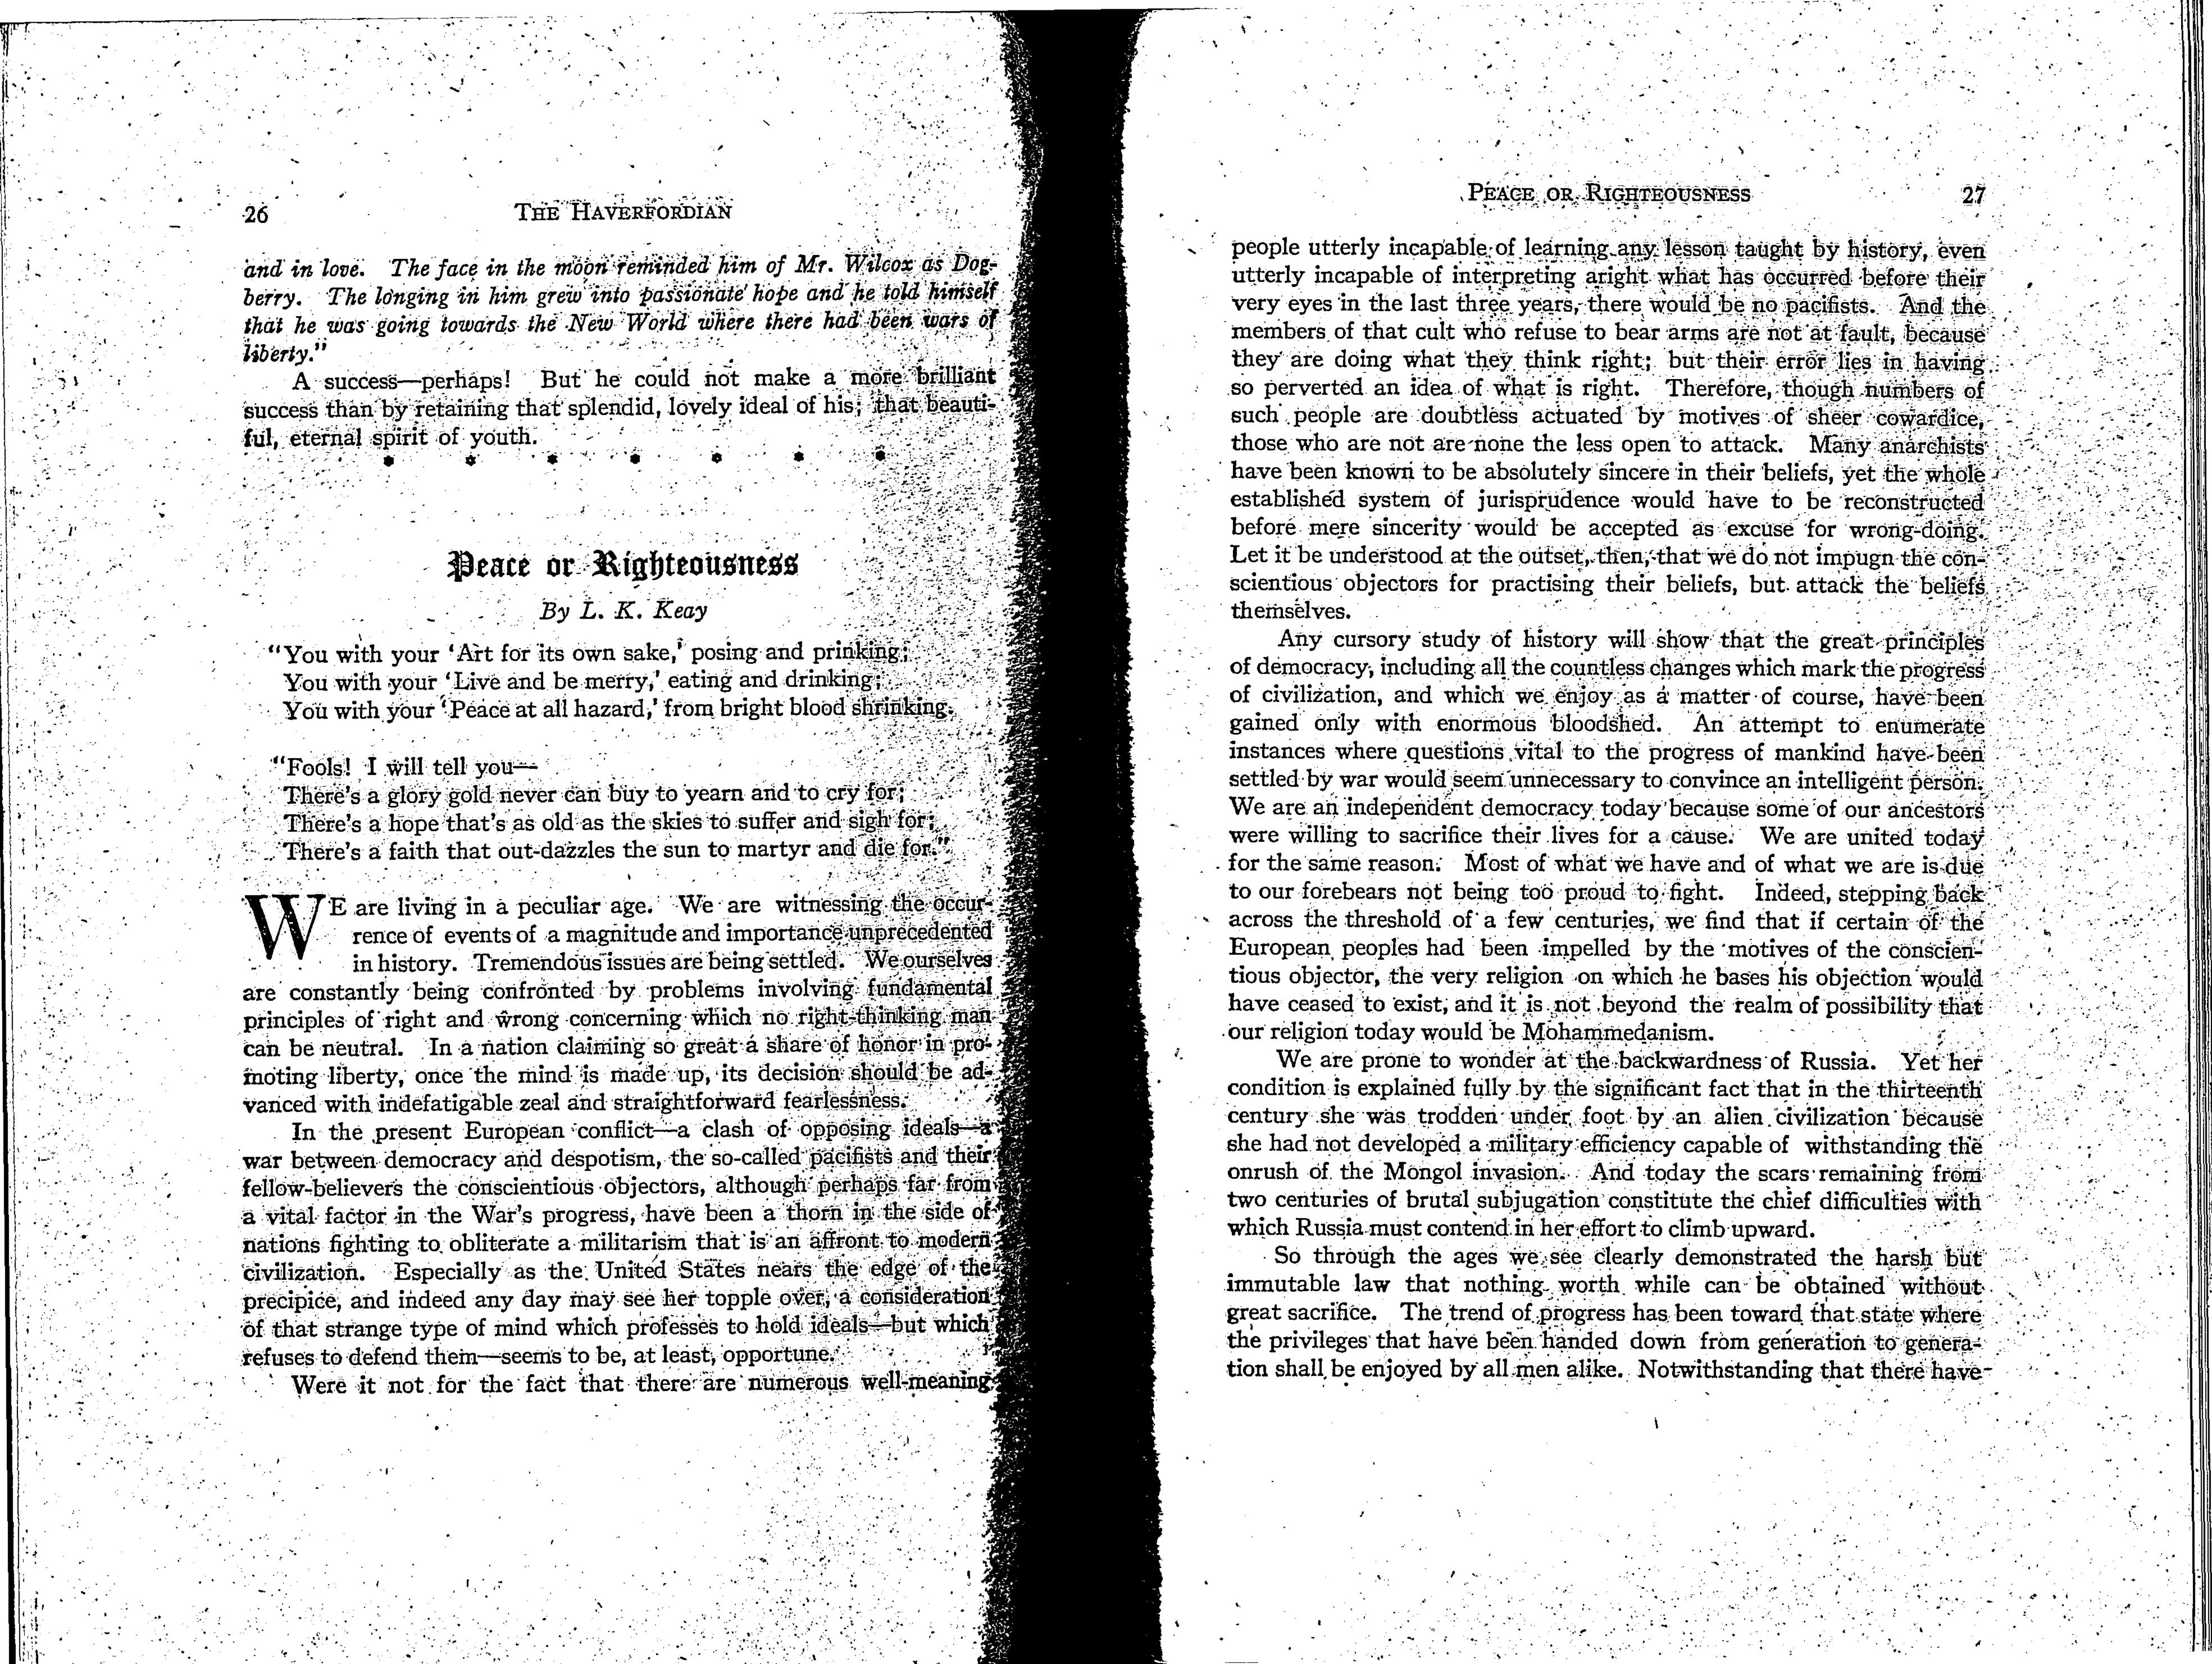 26
THE HAVERFORDIAN
and in love. The face in the moon reminded him of Mr. Wilcox as Dog-
berry. The longing in him grew into passionate hope and he told himself
that he was going towards the New World where there had been wars of
liberty."
A success—perhaps! But he could not make a more brilliant
success than by retaining that splendid, lovely ideal of his; that beauti-
ful, eternal spirit of youth.
* * * * * * *
Peace or Righteousness
By L. K. Keay
"You with your 'Art for its own sake,' posing and prinking;
You with your 'Live and be merry,' eating and drinking;
You with your 'Peace at all hazard,' from bright blood shrinking.
"Fools! I will tell you—
There's a glory gold never can buy to yearn and to cry for;
There's a hope that's as old as the skies to suffer and sigh for;
There's a faith that out-dazzles the sun to martyr and die for."
WE are living in a peculiar age. We are witnessing the occur-
rence of events of a magnitude and importance unprecedented
in history. Tremendous issues are being settled. We ourselves
are constantly being confronted by problems involving fundamental
principles of right and wrong concerning which no right-thinking man
can be neutral. In a nation claiming so great a share of honor in pro-
moting liberty, once the mind is made up, its decision should be ad-
vanced with indefatigable zeal and straightforward fearlessness.
In the present European conflict—a clash of opposing ideals—a
war between democracy and despotism, the so-called pacifists and their
fellow-believers the conscientious objectors, although perhaps far from
a vital factor in the War's progress, have been a thorn in the side of
nations fighting to obliterate a militarism that is an affront to modern
civilization. Especially as the United States nears the edge of the
precipice, and indeed any day may see her topple over, a consideration
of that strange type of mind which professes to hold ideals—but which
refuses to defend them—seems to be, at least, opportune.
Were it not for the fact that there are numerous well-meaning
PEACE OR RIGHTEOUSNESS
27
people utterly incapable of learning any lesson taught by history, even
utterly incapable of interpreting aright what has occurred before their
very eyes in the last three years, there would be no pacifists. And the
members of that cult who refuse to bear arms are not at fault, because
they are doing what they think right; but their error lies in having
so perverted an idea of what is right. Therefore, though numbers of
such people are doubtless actuated by motives of sheer cowardice,
those who are not are none the less open to attack. Many anarchists
have been known to be absolutely sincere in their beliefs, yet the whole
established system of jurisprudence would have to be reconstructed
before mere sincerity would be accepted as excuse for wrong-doing.
Let it be understood at the outset, then, that we do not impugn the con-
scientious objectors for practising their beliefs, but attack the beliefs
themselves.
Any cursory study of history will show that the great principles
of democracy, including all the countless changes which mark the progress
of civilization, and which we enjoy as a matter of course, have been
gained only with enormous bloodshed. An attempt to enumerate
instances where questions vital to the progress of mankind have been
settled by war would seem unnecessary to convince an intelligent person.
We are an independent democracy today because some of our ancestors
were willing to sacrifice their lives for a cause. We are united today
for the same reason. Most of what we have and of what we are is due
to our forebears not being too proud to fight. Indeed, stepping back
across the threshold of a few centuries, we find that if certain of the
European peoples had been impelled by the motives of the conscien-
tious objector, the very religion on which he bases his objection would
have ceased to exist, and it is not beyond the realm of possibility that
our religion today would be Mohammedanism.
We are prone to wonder at the backwardness of Russia. Yet her
condition is explained fully by the significant fact that in the thirteenth
century she was trodden under foot by an alien civilization because
she had not developed a military efficiency capable of withstanding the
onrush of the Mongol invasion. And today the scars remaining from
two centuries of brutal subjugation constitute the chief difficulties with
which Russia must contend in her effort to climb upward.
So through the ages we see clearly demonstrated the harsh but
immutable law that nothing worth while can be obtained without
great sacrifice. The trend of progress has been toward that state where
the privileges that have been handed down from generation to genera-
tion shall be enjoyed by all men alike. Notwithstanding that there have